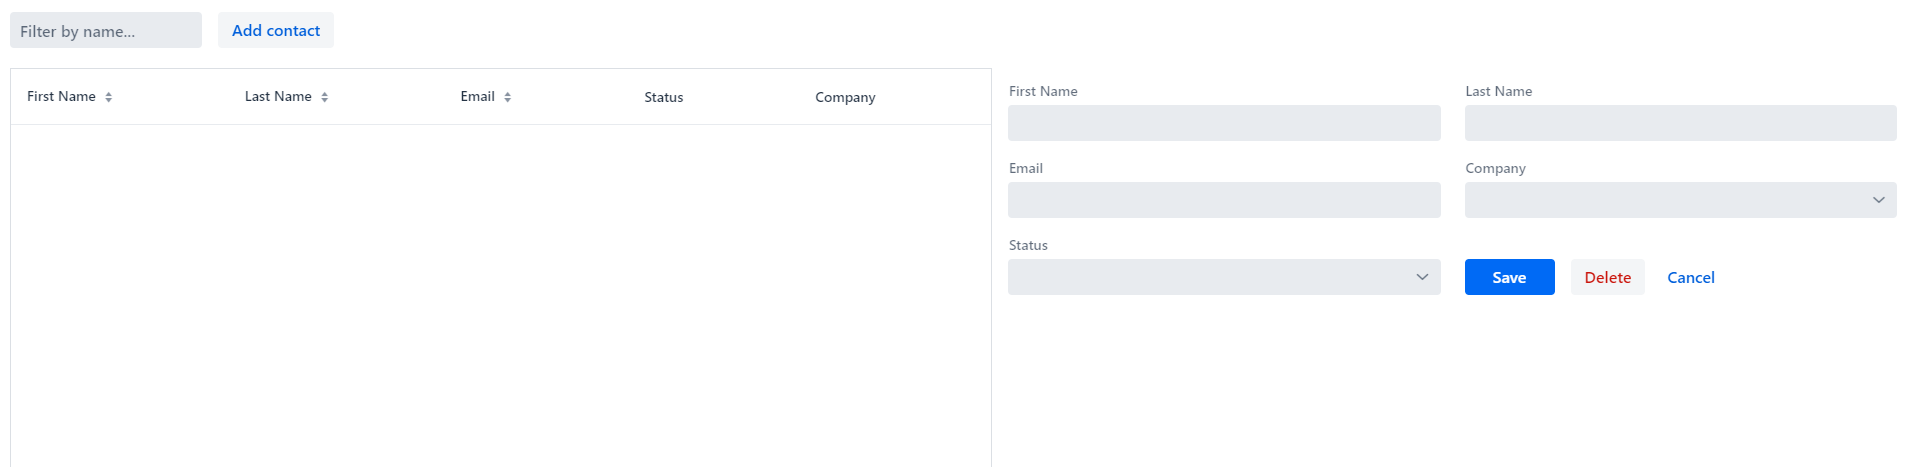 Filter by name...
Add contact
First Name
Last Name
Email
Status
Company
First Name
Last Name
Email
Company
Status
Save
Delete
Cancel